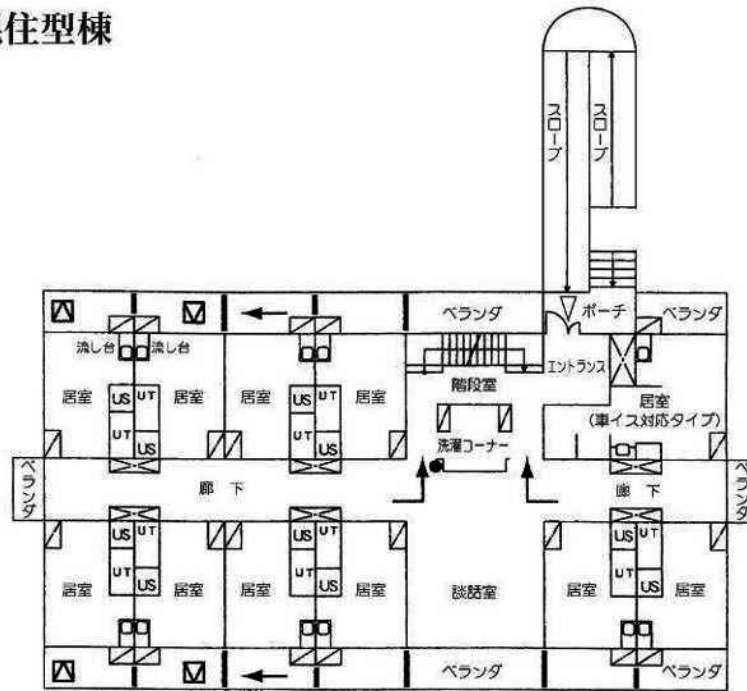 住型棟
スロープ
スロープ
ベランダ
ポーチ
ベランダ
流し台
流し台
エントランス
階段室
居室
US
UT
居室
居室
US
UT
居室
居室
(車イス対応タイプ)
UT
US
UT
US
洗濯コーナー
ベランダ
廊下
廊下
ベランダ
US
UT
US
UT
US
UT
居室
UT
US
居室
居室
UT
US
居室
談話室
居室
UT
US
居室
ベランダ
ベランダ